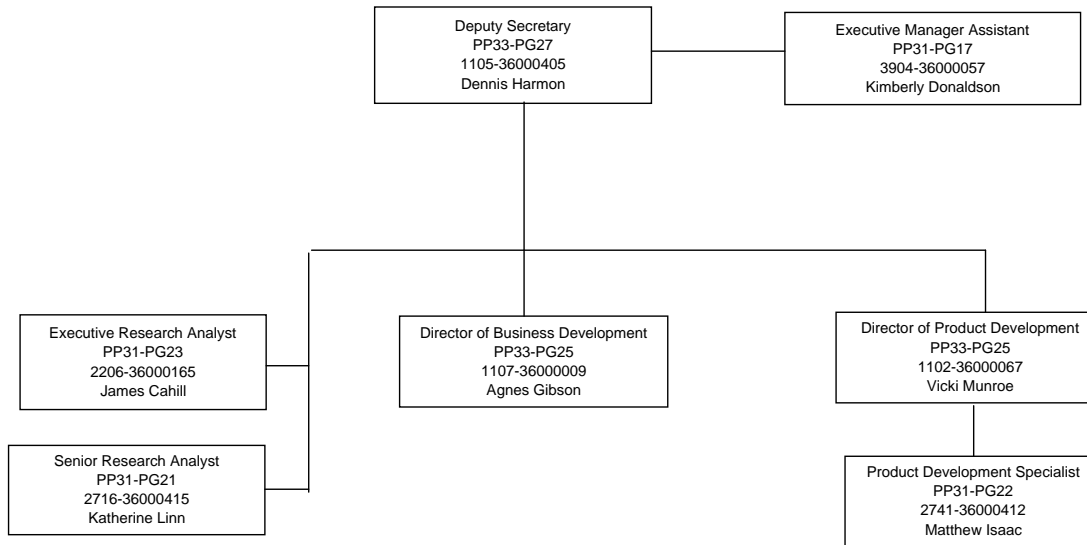 Deputy Secretary
PP33-PG27
1105-36000405
Dennis Harmon
Executive Manager Assistant
PP31-PG17
3904-36000057
Kimberly Donaldson
Executive Research Analyst
PP31-PG23
2206-36000165
James Cahill
Director of Business Development
PP33-PG25
1107-36000009
Agnes Gibson
Director of Product Development
PP33-PG25
1102-36000067
Vicki Munroe
Senior Research Analyst
PP31-PG21
2716-36000415
Katherine Linn
Product Development Specialist
PP31-PG22
2741-36000412
Matthew Isaac